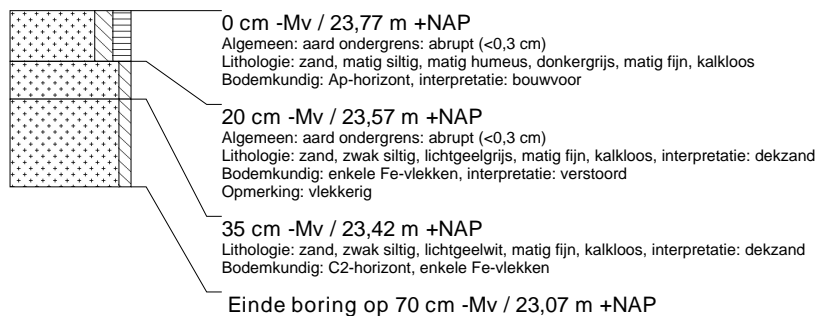 0 cm -Mv / 23,77 m +NAP
Algemeen: aard ondergrens: abrupt (<0,3 cm)
Lithologie: zand, matig siltig, matig humeus, donkergrijs, matig fijn, kalkloos
Bodemkundig: Ap-horizont, interpretatie: bouwvoor
20 cm -Mv / 23,57 m +NAP
Algemeen: aard ondergrens: abrupt (<0,3 cm)
Lithologie: zand, zwak siltig, lichtgeelgrijs, matig fijn, kalkloos, interpretatie: dekzand
Bodemkundig: enkele Fe-vlekken, interpretatie: verstoord
Opmerking: vlekkerig
35 cm -Mv / 23,42 m +NAP
Lithologie: zand, zwak siltig, lichtgeelwit, matig fijn, kalkloos, interpretatie: dekzand
Bodemkundig: C2-horizont, enkele Fe-vlekken
Einde boring op 70 cm -Mv / 23,07 m +NAP